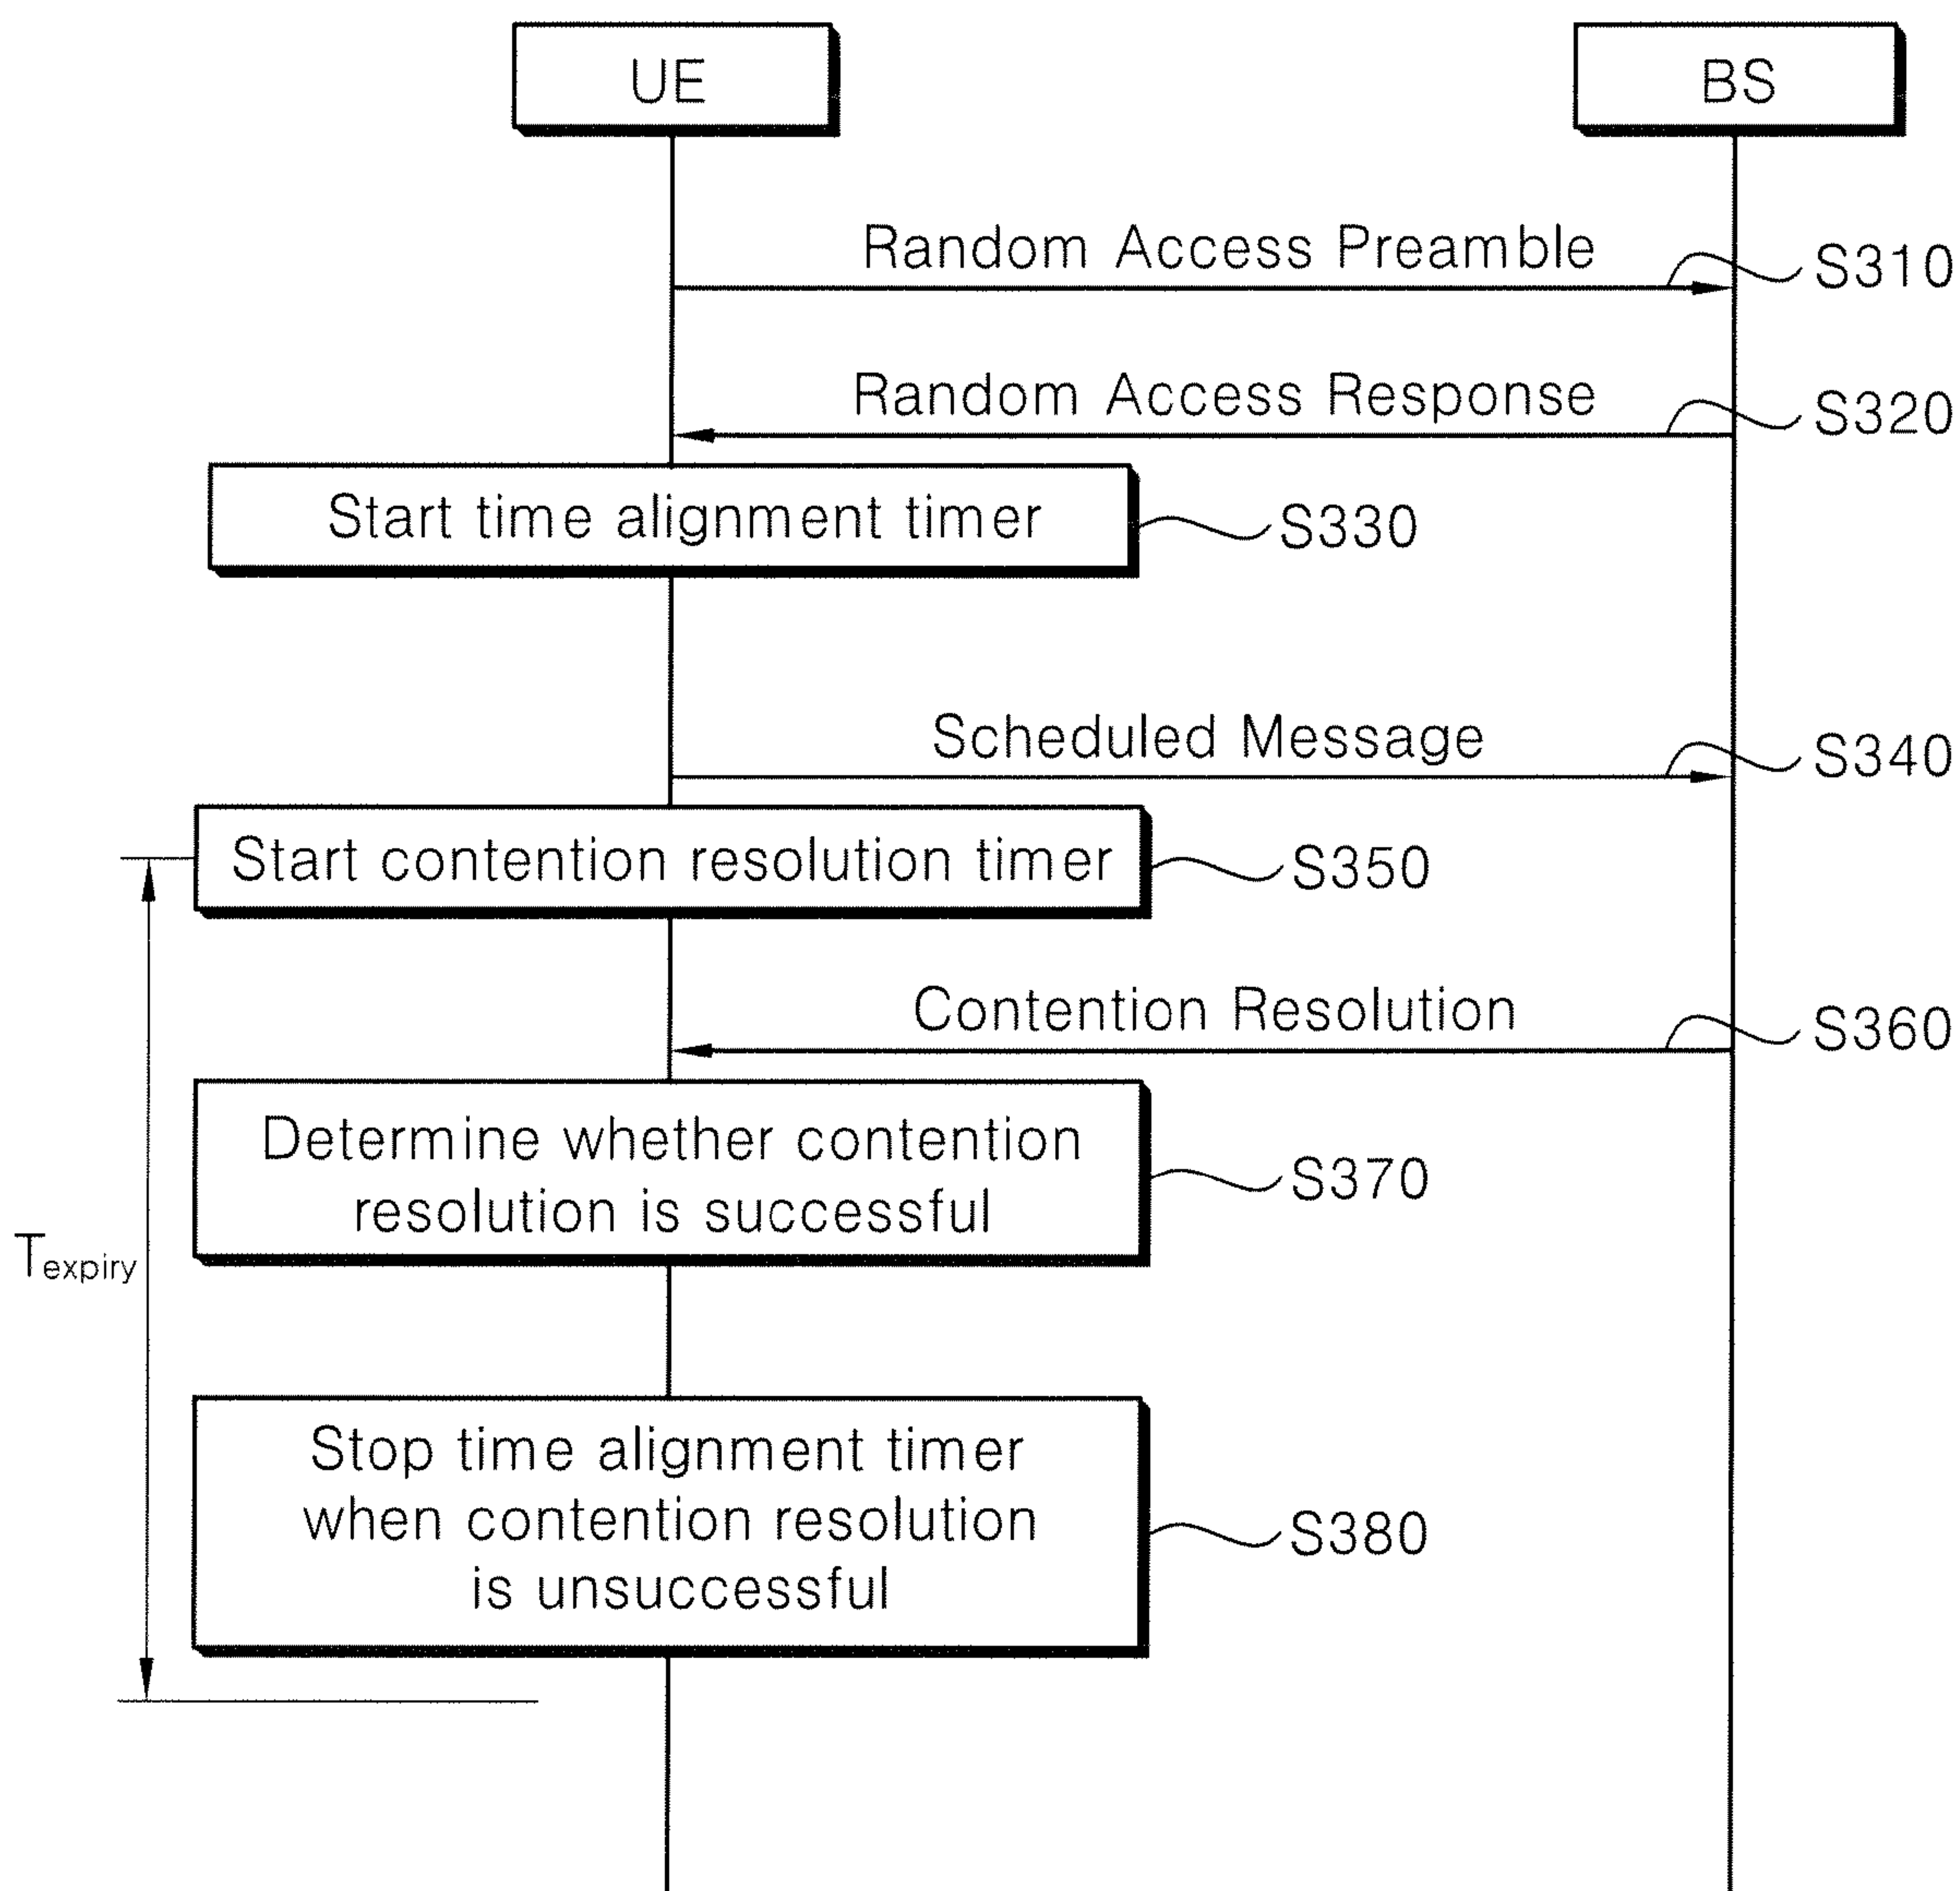 UE
BS
Random Access Preamble
S310
Random Access Response
S320
Start time alignment timer
S330
Scheduled Message
S340
Start contention resolution timer
S350
Contention Resolution
S360
Determine whether contention
resolution is successful
S370
Texpiry
Stop time alignment timer
when contention resolution
is unsuccessful
S380